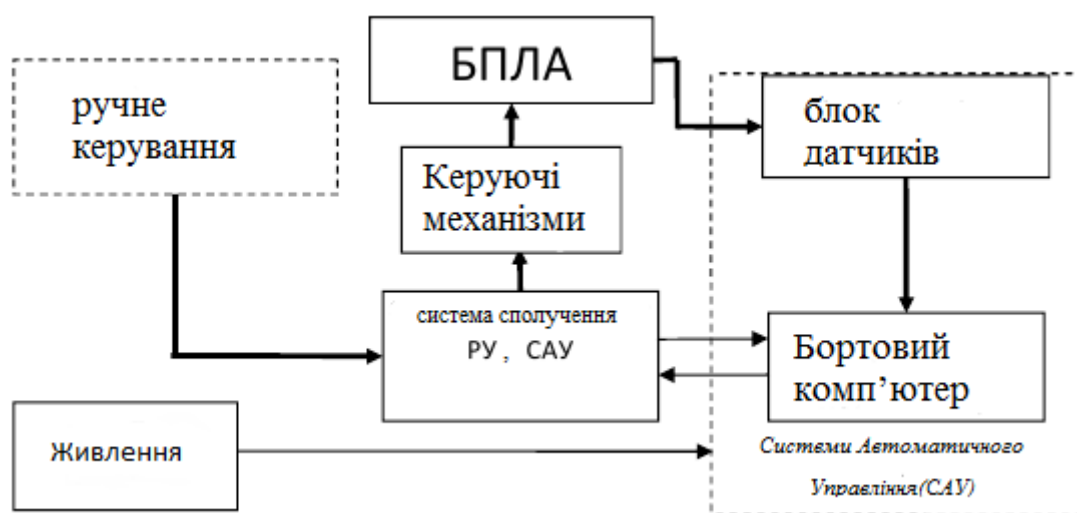 БПЛА
ручне
керування
блок
датчиків
Керуючі
механізми
система сполучення
РУ , САУ
Бортовий
комп’ютер
Живлення
Системи Автоматичного
Управління(САУ)